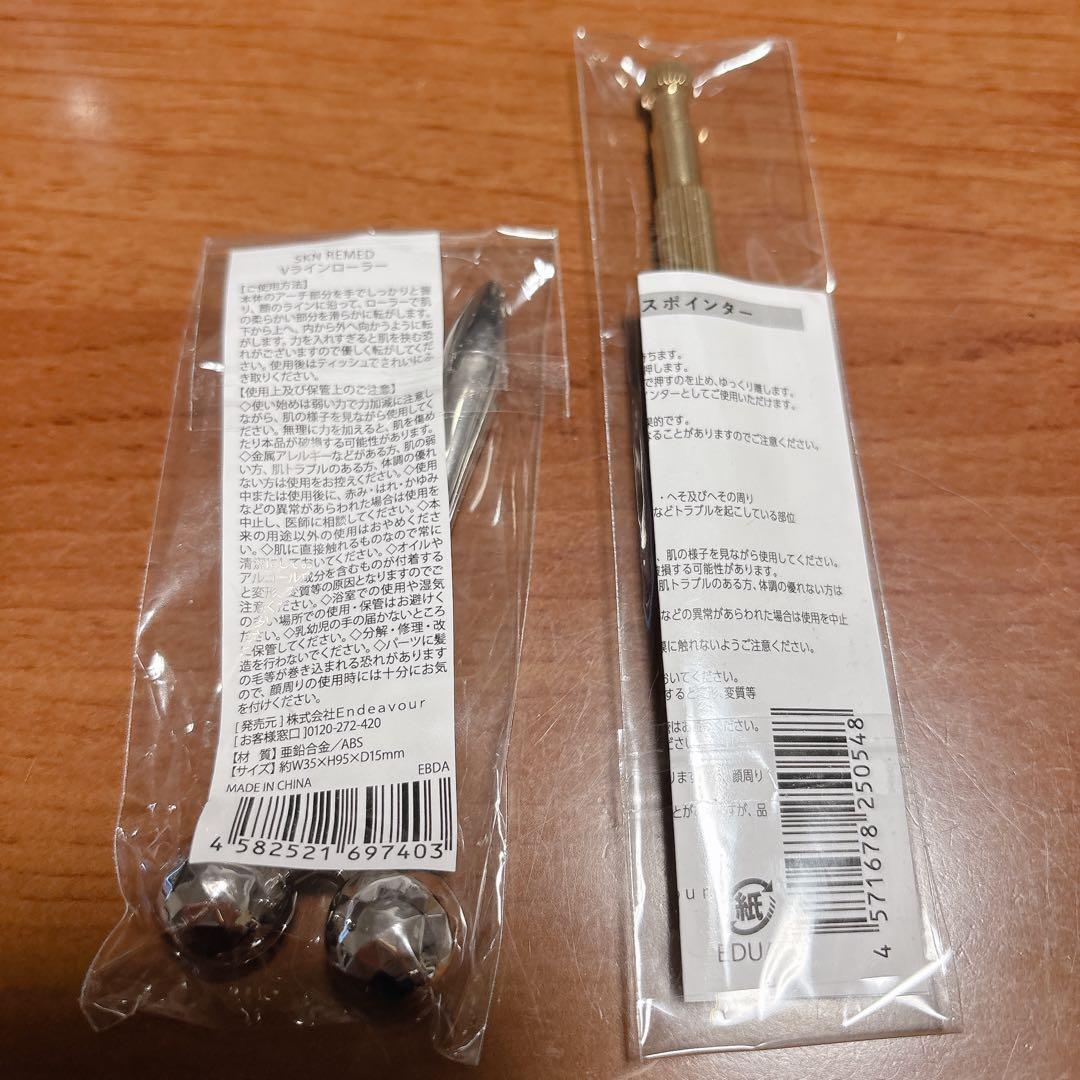 SKN REMED
Vラインローラー
【ご使用方法】
本体のアーチ部分を手でしっかりと握
り、顔のラインに沿って、ローラーで肌
の柔らかい部分を滑らかに転がします。
下から上へ、内から外へ向かうように転
がします。力を入れすぎると肌を挟む恐
れがございますので優しく転がしてくだ
さい。使用後はティッシュできれいにふ
き取りください。
【使用上及び保管上のご注意】
◇使い始めは弱い力で力加減に注意し
ながら、肌の様子を見ながら使用してく
ださい。無理に力を加えると、肌を傷め
たり本品が破損する可能性があります。
◇金属アレルギーなどがある方、肌の弱
い方、肌トラブルのある方、体調の優れ
ない方は使用をお控えください。◇使用
中または使用後に、赤み・はれ・かゆみ
などの異常があらわれた場合は使用を
中止し、医師に相談してください。◇本
来の用途以外の使用はおやめくださ
い。◇肌に直接触れるものなので常に
清潔にしておいてください。◇オイルや
アルコール成分を含むものが付着する
と変形、変質等の原因となりますのでご
注意ください。◇浴室での使用や湿気
の多い場所での使用・保管はお避けく
ださい。◇乳幼児の手の届かないところ
に保管してください。◇分解・修理・改
造を行わないでください。◇パーツに髪
の毛等が巻き込まれる恐れがあります
ので、顔周りの使用時には十分にお気
を付けください。
[発売元]株式会社Endeavour
[お客様窓口]0120-272-420
【材 質】亜鉛合金/ABS
【サイズ】約W35×H95×D15mm
MADE IN CHINA EBDA
4 582521 697403
スポインター
ちます。
押します。
で押すのを止め、ゆっくり離します。
インターとしてご使用いただけます。
的です。
ることがありますのでご注意ください。
・へそ及びへその周り
などトラブルを起こしている部位
、肌の様子を見ながら使用してください。
破損する可能性があります。
肌トラブルのある方、体調の優れない方は
などの異常があらわれた場合は使用を中止
に触れないようご注意ください。
おいてください。
すると変形、変質等
ださい。
ります 顔周り
すが、品
our
紙
EDU
4 571678 250548